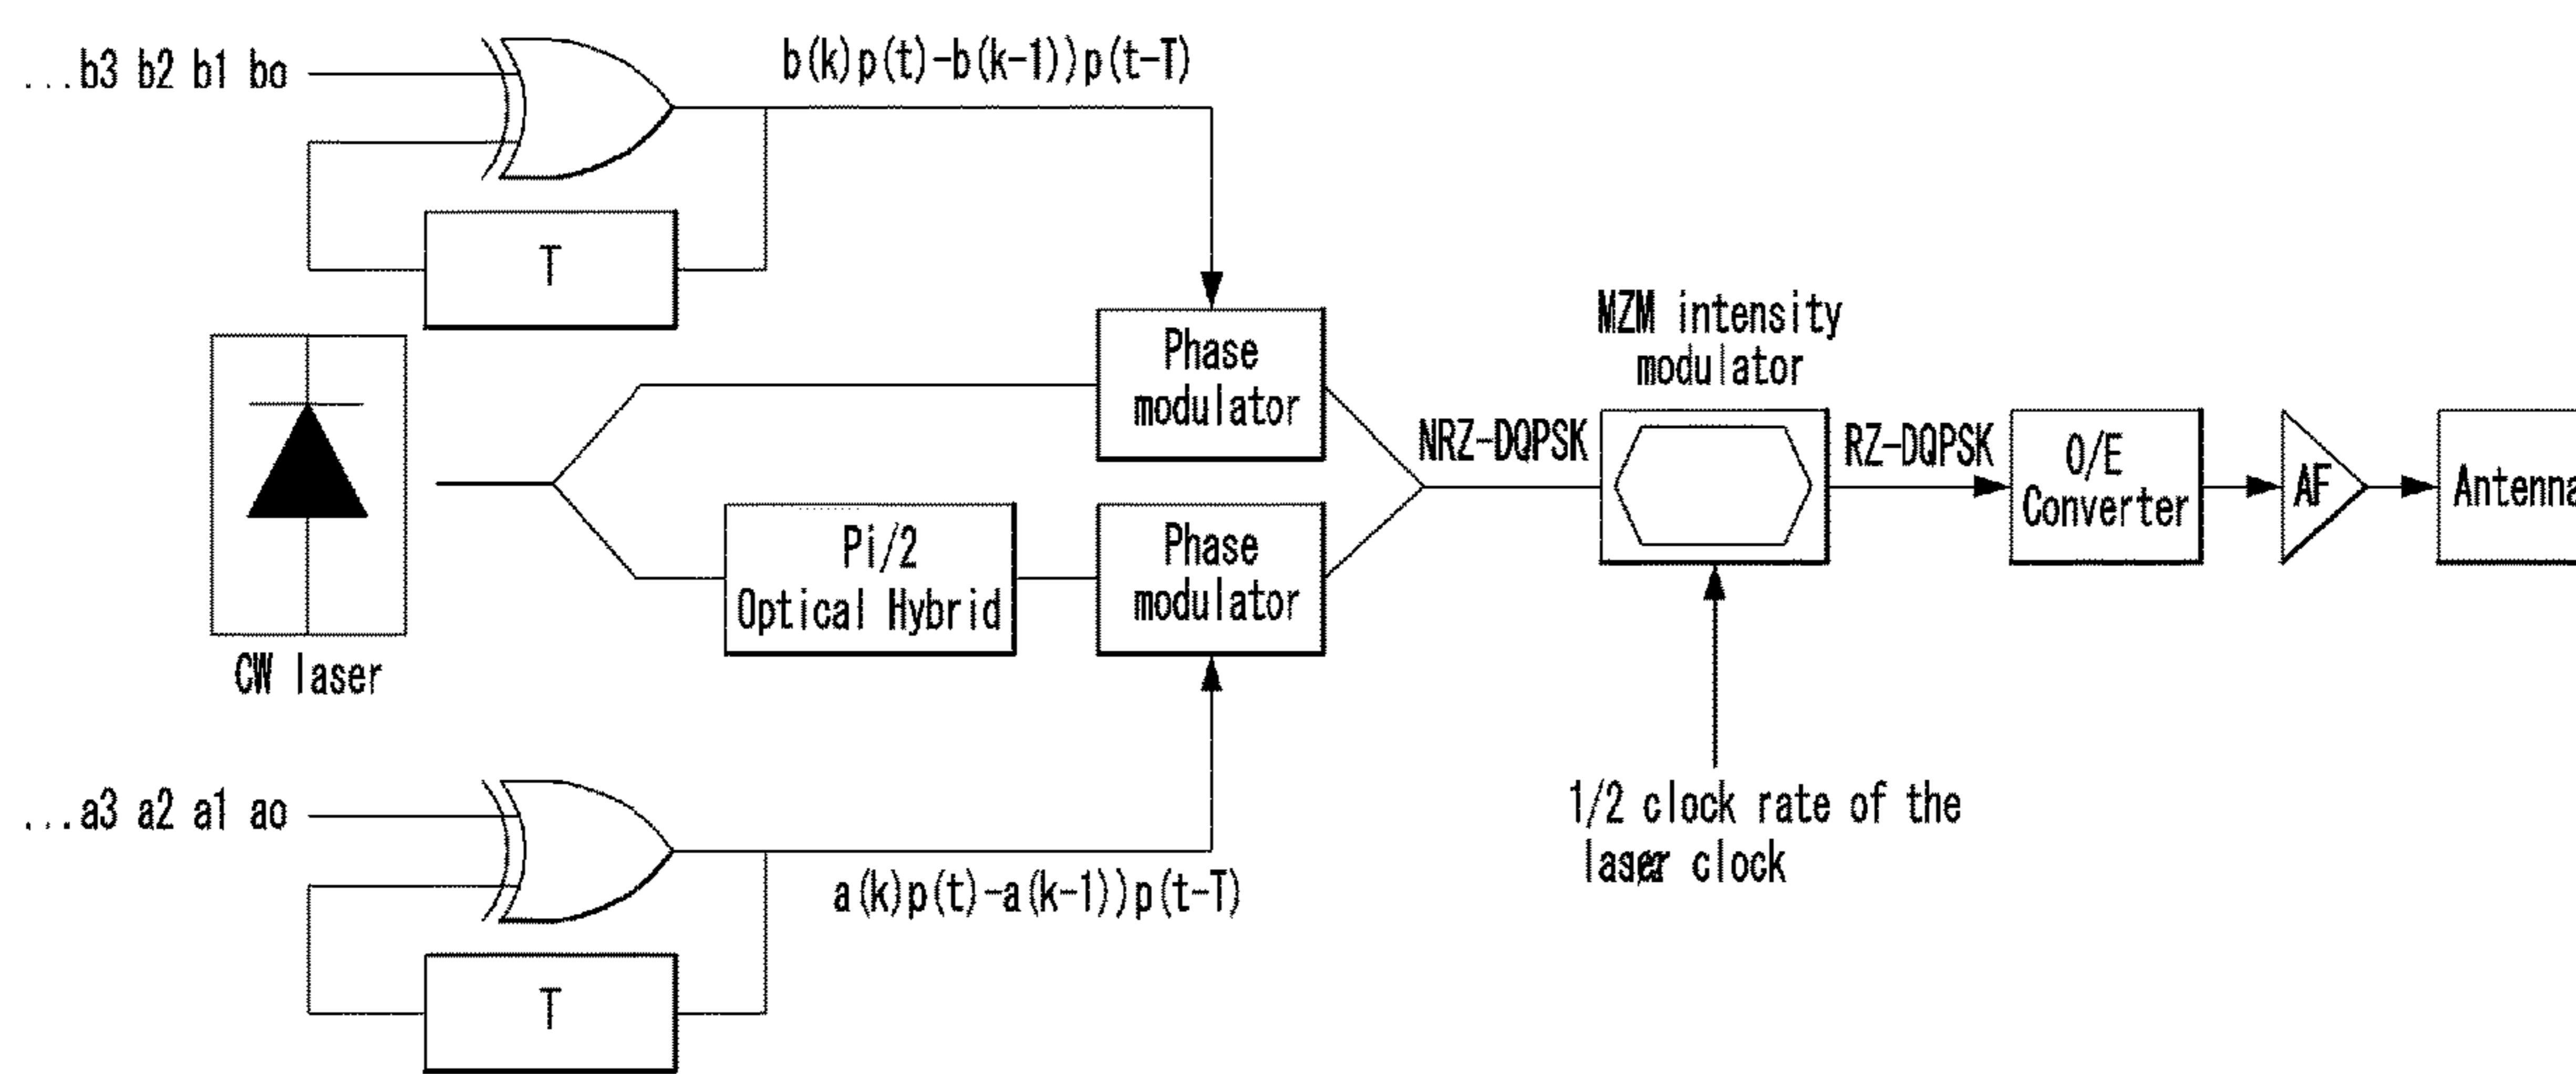 ...b3 b2 b1 bo
b(k)p(t)-b(k-1))p(t-T)
T
Phase
modulator
MZM intensity
modulator
NRZ-DQPSK
RZ-DQPSK
O/E
Converter
AF
Antenna
Pi/2
Optical Hybrid
Phase
modulator
CW laser
...a3 a2 a1 ao
a(k)p(t)-a(k-1))p(t-T)
T
1/2 clock rate of the
laser clock